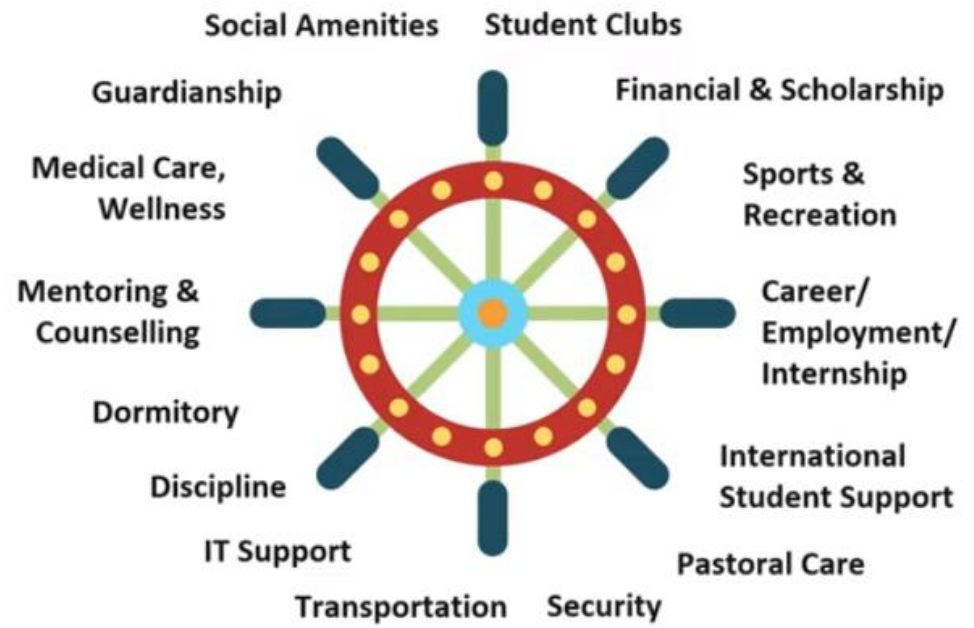 Social Amenities
Student Clubs
Guardianship
Financial & Scholarship
Medical Care,
Wellness
Sports &
Recreation
Mentoring &
Counselling
Career/
Employment/
Internship
Dormitory
International
Student Support
Discipline
IT Support
Pastoral Care
Transportation
Security